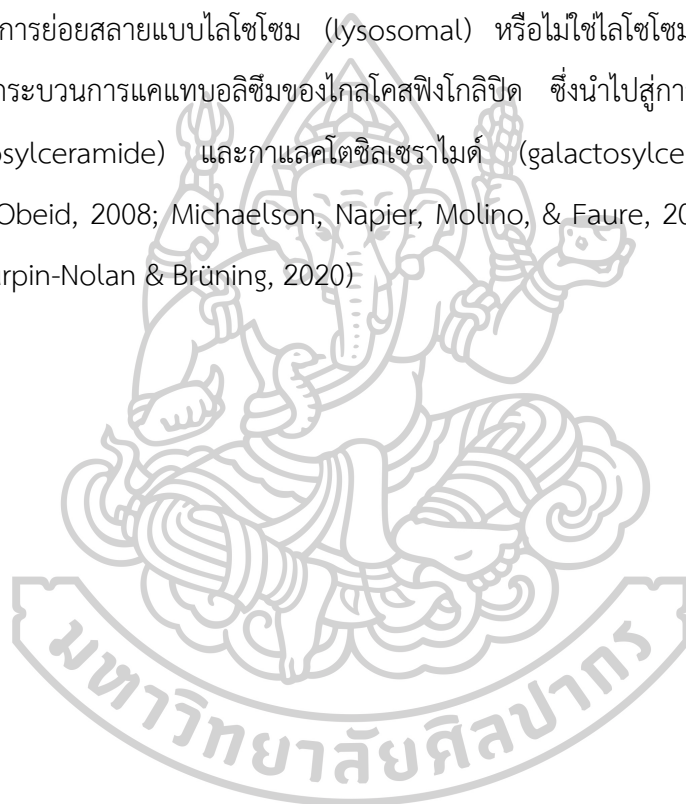 การย่อยสลายแบบไลโซโซม (lysosomal) หรือไม่ใช่ไลโซโซม
กระบวนการแคแทบอลิซึมของไกลโคสฟิงโกลิปิด ซึ่งนำไปสู่กา
osylceramide) และกาแลคโตซิลเซราไมด์ (galactosylce
Obeid, 2008; Michaelson, Napier, Molino, & Faure, 20
urpin-Nolan & Brüning, 2020)
มหาวิทยาลัยศิลปากร